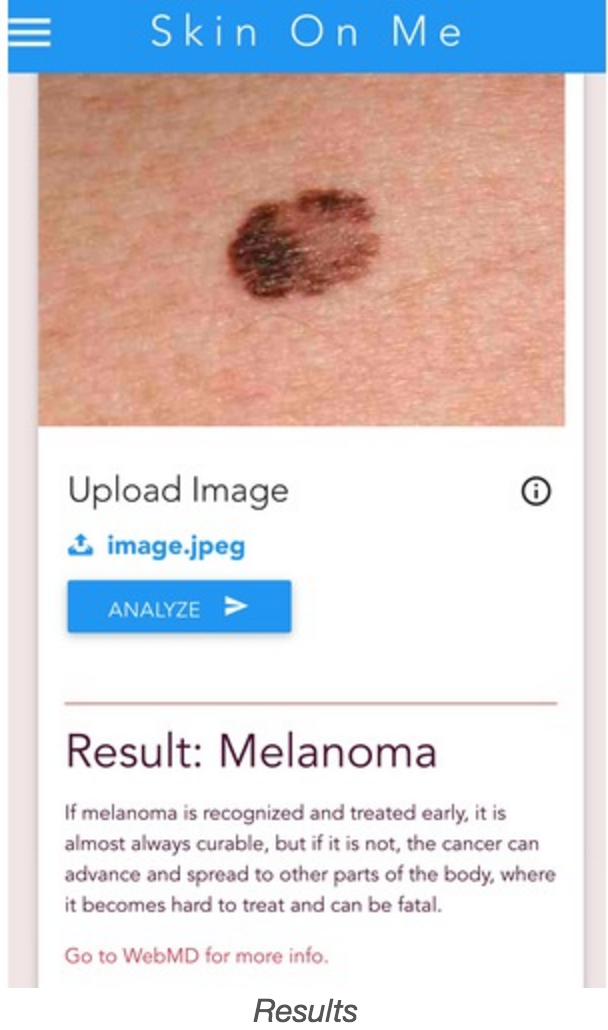 Skin On Me
Upload Image
image.jpeg
ANALYZE
Result: Melanoma
If melanoma is recognized and treated early, it is
almost always curable, but if it is not, the cancer can
advance and spread to other parts of the body, where
it becomes hard to treat and can be fatal.
Go to WebMD for more info.
Results